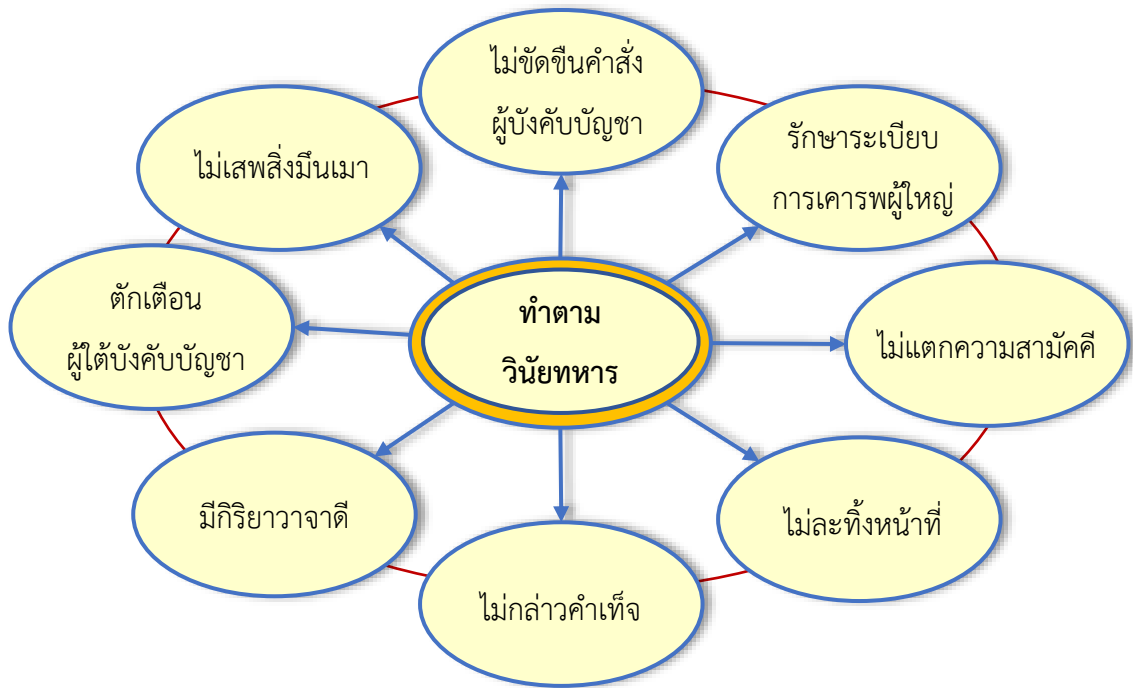 ไม่ขัดขืนคำสั่ง
ผู้บังคับบัญชา
รักษาระเบียบ
การเคารพผู้ใหญ่
ไม่เสพสิ่งมึนเมา
ตักเตือน
ผู้ใต้บังคับบัญชา
ทำตาม
วินัยทหาร
ไม่แตกความสามัคคี
มีกิริยาวาจาดี
ไม่ละทิ้งหน้าที่
ไม่กล่าวคำเท็จ